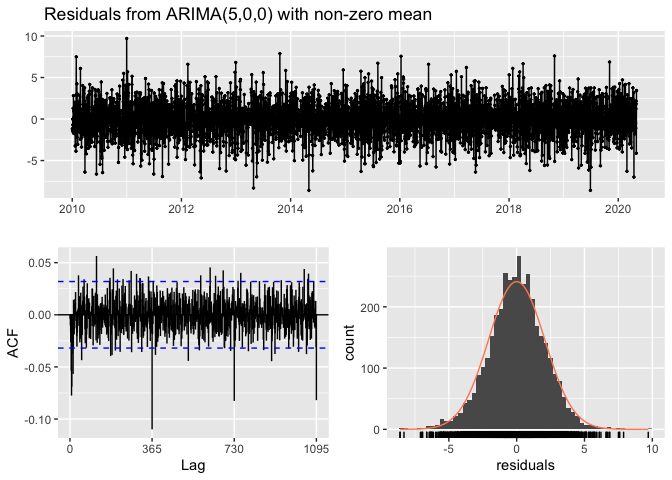 Residuals from ARIMA(5,0,0) with non-zero mean
10
5
0
-5
2010 2012 2014 2016 2018 2020
0.05
0.00
-0.05
-0.10
ACF
0 365 730 1095
Lag
200
100
0
count
-5 0 5 10
residuals